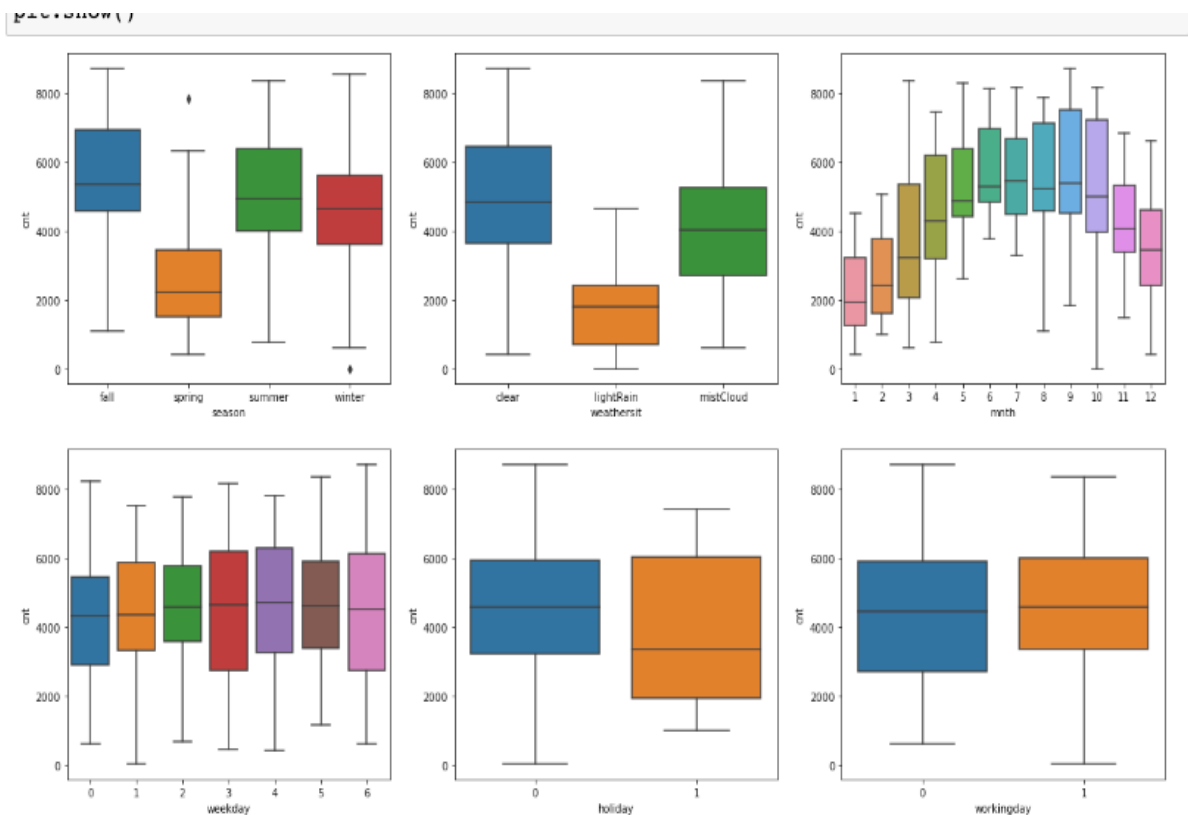 plt.show()
8000
6000
4000
2000
0
cnt
fall spring summer winter
season
8000
6000
4000
2000
0
cnt
clear lightRain mistCloud
weathersit
8000
6000
4000
2000
0
cnt
1 2 3 4 5 6 7 8 9 10 11 12
mnth
8000
6000
4000
2000
0
cnt
0 1 2 3 4 5 6
weekday
8000
6000
4000
2000
0
cnt
0 1
holiday
8000
6000
4000
2000
0
cnt
0 1
workingday